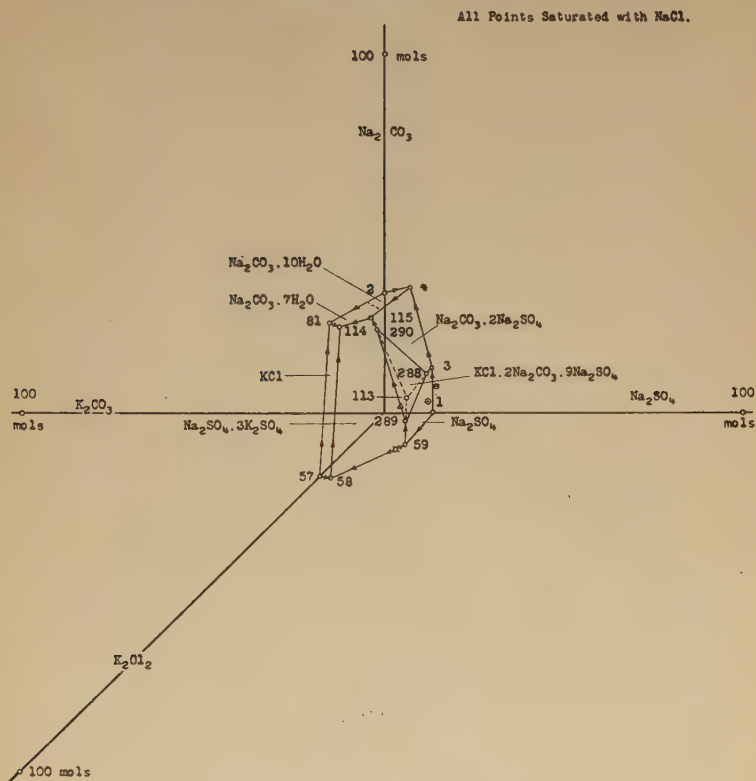 All Points Saturated with NaCl.
100 mols
Na₂ CO₃
Na₂CO₃.10H₂O
2 4
Na₂CO₃.7H₂O
81 114 115
290
Na₂CO₃.2Na₂SO₄
KCl
288 3
KCl.2Na₂CO₃.9Na₂SO₄
100
mols
K₂CO₃
113
1
Na₂SO₄
100
mols
Na₂SO₄.3K₂SO₄
289
Na₂SO₄
59
57 58
K₂Cl₂
100 mols